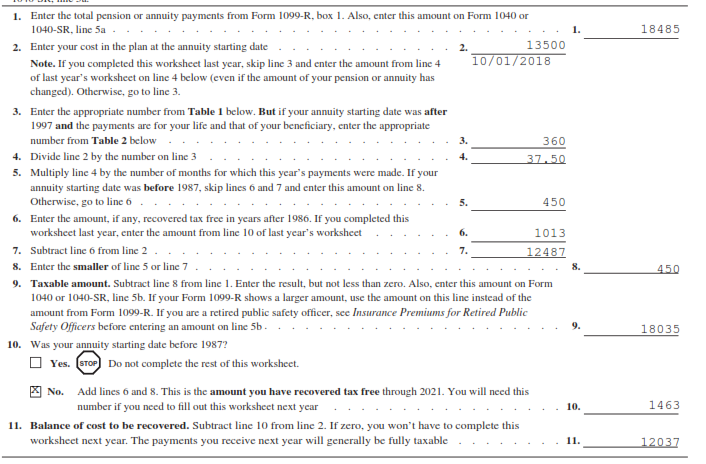 1. Enter the total pension or annuity payments from Form 1099-R, box 1. Also, enter this amount on Form 1040 or
1040-SR, line 5a . . . . . . . . . . . . . . . . . . . . . . . . . . 1. 18485
2. Enter your cost in the plan at the annuity starting date . . . . . . . . . . . 2. 13500
Note. If you completed this worksheet last year, skip line 3 and enter the amount from line 4 10/01/2018
of last year's worksheet on line 4 below (even if the amount of your pension or annuity has
changed). Otherwise, go to line 3.
3. Enter the appropriate number from Table 1 below. But if your annuity starting date was after
1997 and the payments are for your life and that of your beneficiary, enter the appropriate
number from Table 2 below . . . . . . . . . . . . . . . . . 3. 360
4. Divide line 2 by the number on line 3 . . . . . . . . . . . . . . 4. 37.50
5. Multiply line 4 by the number of months for which this year's payments were made. If your
annuity starting date was before 1987, skip lines 6 and 7 and enter this amount on line 8.
Otherwise, go to line 6 . . . . . . . . . . . . . . . . . . 5. 450
6. Enter the amount, if any, recovered tax free in years after 1986. If you completed this
worksheet last year, enter the amount from line 10 of last year's worksheet . . . . . . 6. 1013
7. Subtract line 6 from line 2 . . . . . . . . . . . . . . . . . 7. 12487
8. Enter the smaller of line 5 or line 7 . . . . . . . . . . . . . . . . . . . . . . 8. 450
9. Taxable amount. Subtract line 8 from line 1. Enter the result, but not less than zero. Also, enter this amount on Form
1040 or 1040-SR, line 5b. If your Form 1099-R shows a larger amount, use the amount on this line instead of the
amount from Form 1099-R. If you are a retired public safety officer, see Insurance Premiums for Retired Public
Safety Officers before entering an amount on line 5b . . . . . . . . . . . . . . . . . 9. 18035
10. Was your annuity starting date before 1987?
Yes. STOP Do not complete the rest of this worksheet.
X No. Add lines 6 and 8. This is the amount you have recovered tax free through 2021. You will need this
number if you need to fill out this worksheet next year . . . . . . . . . . . . . . 10. 1463
11. Balance of cost to be recovered. Subtract line 10 from line 2. If zero, you won't have to complete this
worksheet next year. The payments you receive next year will generally be fully taxable . . . . . . . 11. 12037